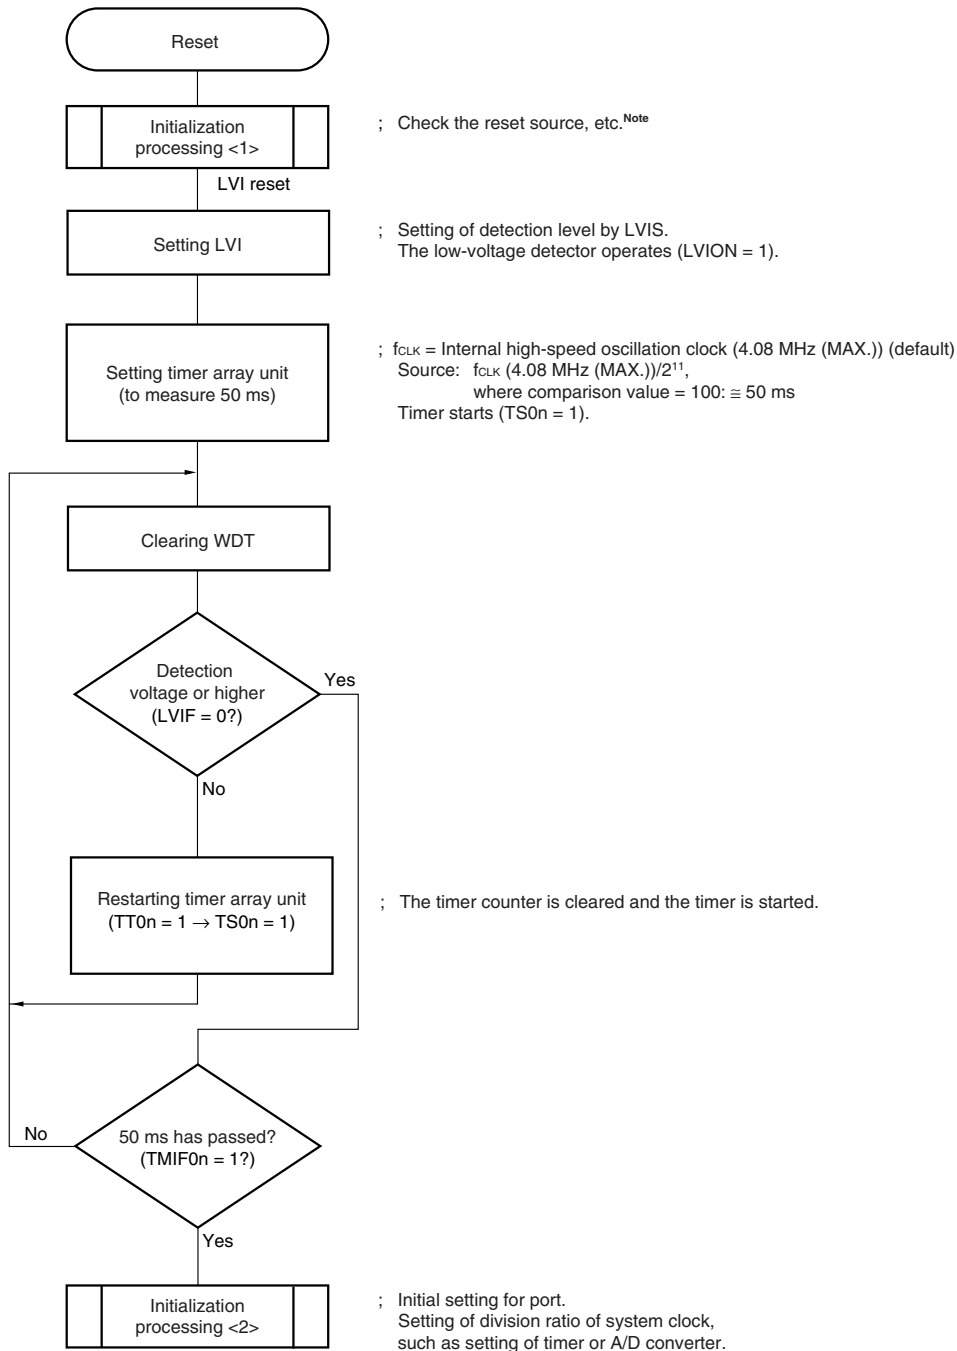 Reset
Initialization
processing <1>
; Check the reset source, etc.Note
LVI reset
Setting LVI
; Setting of detection level by LVIS.
The low-voltage detector operates (LVION = 1).
Setting timer array unit
(to measure 50 ms)
; fCLK = Internal high-speed oscillation clock (4.08 MHz (MAX.)) (default)
Source: fCLK (4.08 MHz (MAX.))/2¹¹,
where comparison value = 100: ≅ 50 ms
Timer starts (TS0n = 1).
Clearing WDT
Detection
voltage or higher
(LVIF = 0?)
Yes
No
Restarting timer array unit
(TT0n = 1 → TS0n = 1)
; The timer counter is cleared and the timer is started.
No
50 ms has passed?
(TMIF0n = 1?)
Yes
Initialization
processing <2>
; Initial setting for port.
Setting of division ratio of system clock,
such as setting of timer or A/D converter.